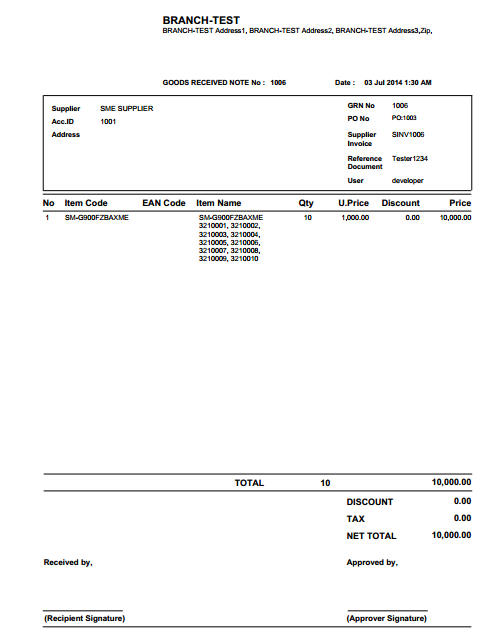 BRANCH-TEST
BRANCH-TEST Address1, BRANCH-TEST Address2, BRANCH-TEST Address3,Zip,
GOODS RECEIVED NOTE No : 1006 Date : 03 Jul 2014 1:30 AM
Supplier SME SUPPLIER GRN No 1006
Acc.ID 1001 PO No PO:1003
Address Supplier Invoice SINV1006
Reference Document Tester1234
User developer
No Item Code EAN Code Item Name Qty U.Price Discount Price
1 SM-G900FZBAXME SM-G900FZBAXME 10 1,000.00 0.00 10,000.00
3210001, 3210002,
3210003, 3210004,
3210005, 3210006,
3210007, 3210008,
3210009, 3210010
TOTAL 10 10,000.00
DISCOUNT 0.00
TAX 0.00
NET TOTAL 10,000.00
Received by, Approved by,
(Recipient Signature) (Approver Signature)